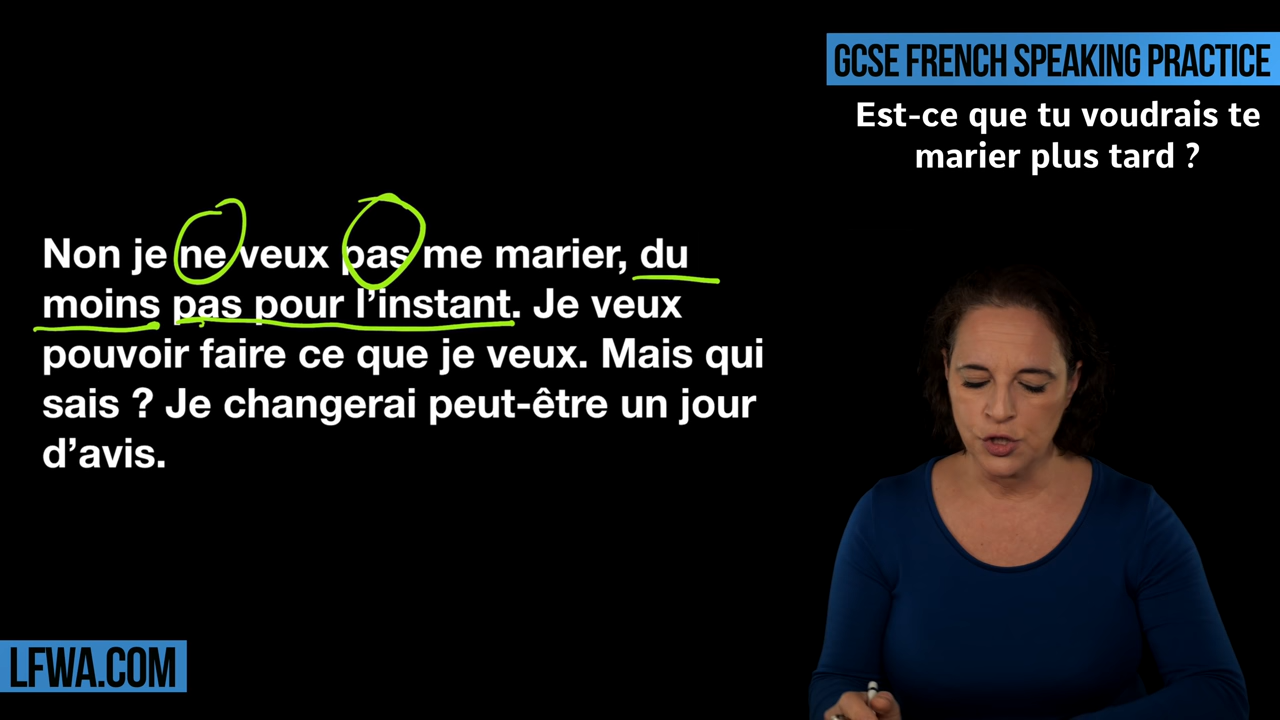 GCSE FRENCH SPEAKING PRACTICE
Est-ce que tu voudrais te
marier plus tard ?
Non je ne veux pas me marier, du
moins pas pour l'instant. Je veux
pouvoir faire ce que je veux. Mais qui
sais ? Je changerai peut-être un jour
d'avis.
LFWA.COM